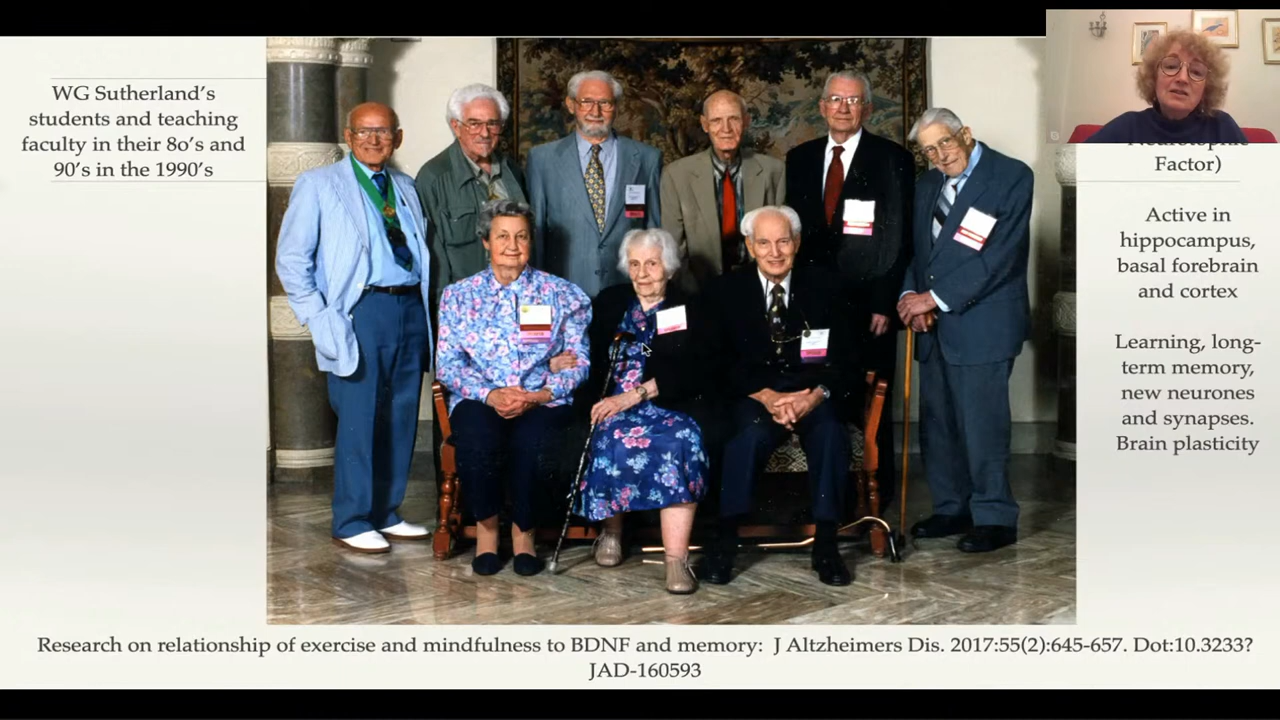 WG Sutherland's
students and teaching
faculty in their 80's and
90's in the 1990's
Neurotophic
Factor)
Active in
hippocampus,
basal forebrain
and cortex
Learning, long-
term memory,
new neurones
and synapses.
Brain plasticity
Research on relationship of exercise and mindfulness to BDNF and memory: J Altzheimers Dis. 2017:55(2):645-657. Dot:10.3233?
JAD-160593